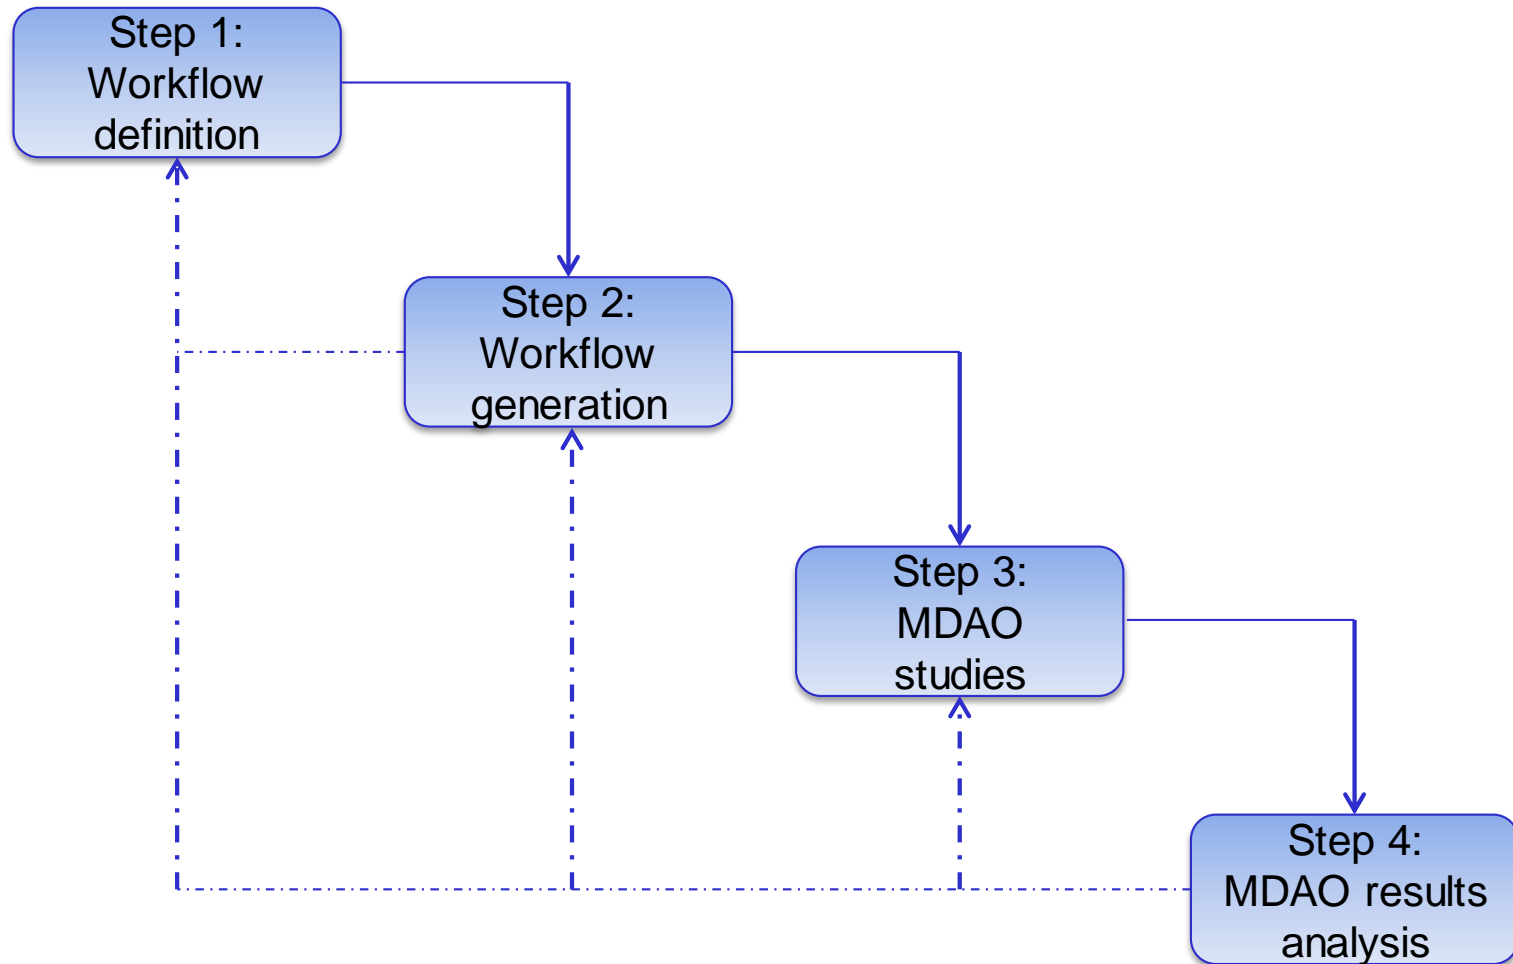 Step 1:
Workflow
definition
Step 2:
Workflow
generation
Step 3:
MDAO
studies
Step 4:
MDAO results
analysis